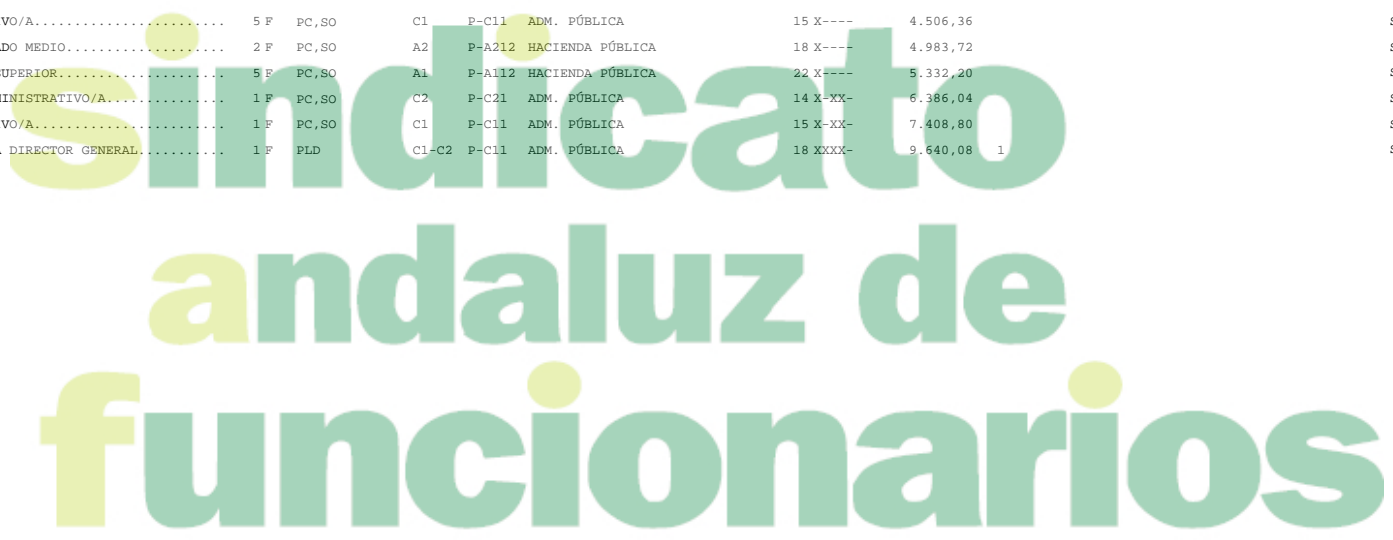 VO/A....................... 5 F PC,SO C1 P-C11 ADM. PÚBLICA 15 X---- 4.506,36 S
DO MEDIO................... 2 F PC,SO A2 P-A212 HACIENDA PÚBLICA 18 X---- 4.983,72 S
SUPERIOR.................... 5 F PC,SO A1 P-A112 HACIENDA PÚBLICA 22 X---- 5.332,20 S
MINISTRATIVO/A.............. 1 F PC,SO C2 P-C21 ADM. PÚBLICA 14 X-XX- 6.386,04 S
VO/A....................... 1 F PC,SO C1 P-C11 ADM. PÚBLICA 15 X-XX- 7.408,80 S
DIRECTOR GENERAL.......... 1 F PLD C1-C2 P-C11 ADM. PÚBLICA 18 XXXX- 9.640,08 1 S
sindicato
andaluz de
funcionarios